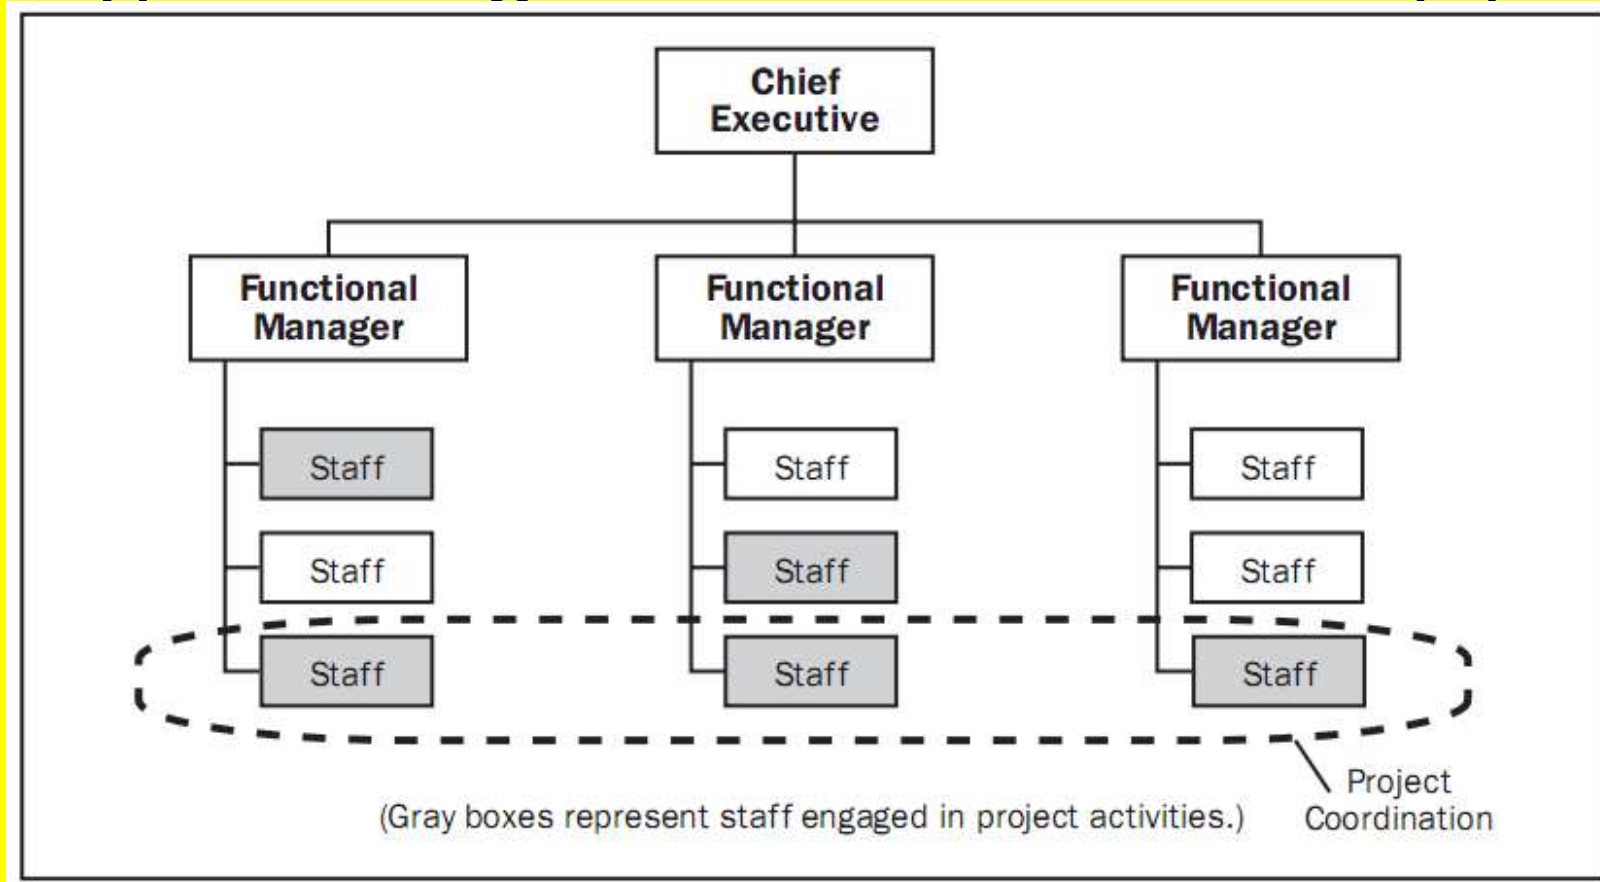 Chief
Executive
Functional
Manager
Functional
Manager
Functional
Manager
Staff
Staff
Staff
Staff
Staff
Staff
Staff
Staff
Staff
Project
Coordination
(Gray boxes represent staff engaged in project activities.)